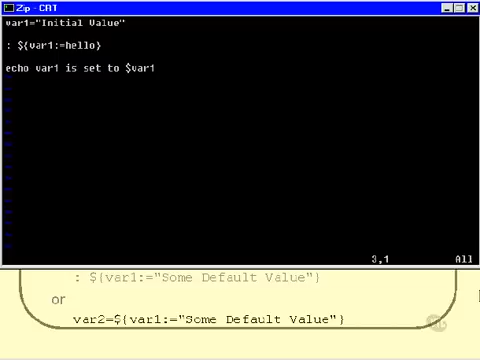 Zip - CAT
var1="Initial Value"
: ${var1:=hello}
echo var1 is set to $var1
3,1 All
: ${var1:="Some Default Value"}
or
var2=${var1:="Some Default Value"}